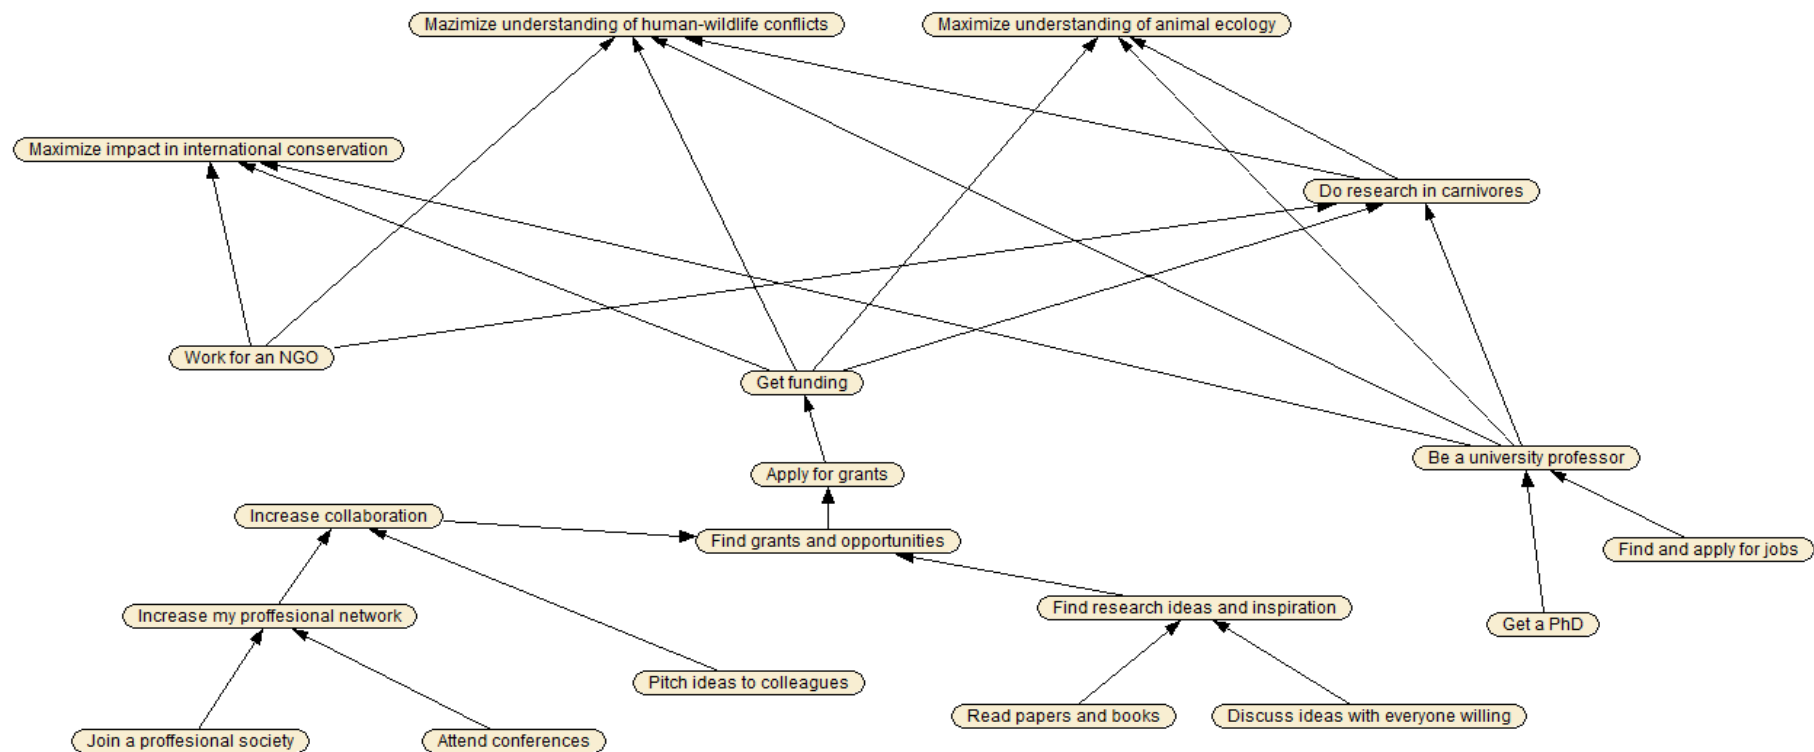 Mazimize understanding of human-wildlife conflicts
Maximize understanding of animal ecology
Maximize impact in international conservation
Do research in carnivores
Work for an NGO
Get funding
Be a university professor
Apply for grants
Increase collaboration
Find grants and opportunities
Find and apply for jobs
Increase my proffesional network
Find research ideas and inspiration
Get a PhD
Pitch ideas to colleagues
Read papers and books
Discuss ideas with everyone willing
Join a proffesional society
Attend conferences